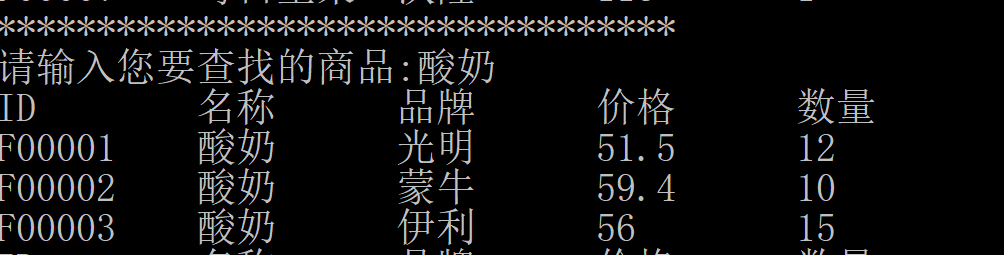 **********************************
请输入您要查找的商品:酸奶
ID 名称 品牌 价格 数量
F00001 酸奶 光明 51.5 12
F00002 酸奶 蒙牛 59.4 10
F00003 酸奶 伊利 56 15